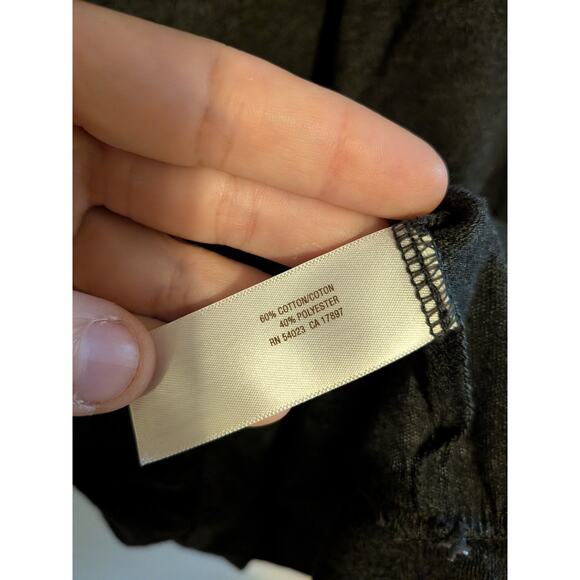 60% COTTON/COTON
40% POLYESTER
RN 54023 CA 17897